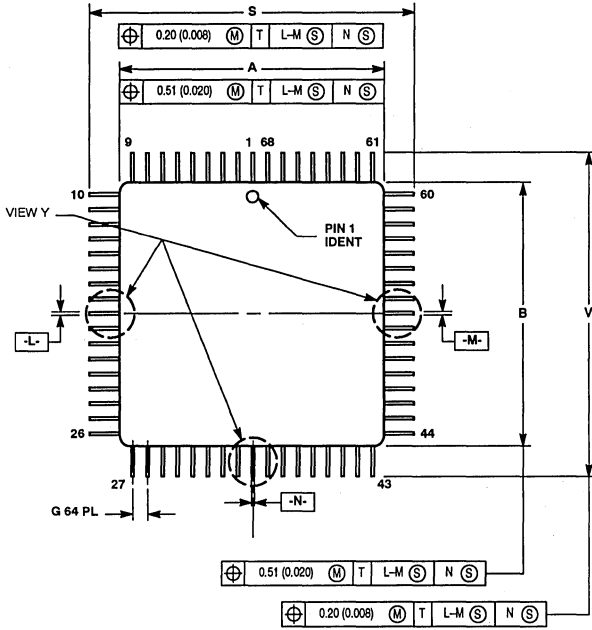 S
⌖ 0.20 (0.008) Ⓜ T L–M Ⓢ N Ⓢ
A
⌖ 0.51 (0.020) Ⓜ T L–M Ⓢ N Ⓢ
9 1 68 61
10 60
VIEW Y
PIN 1
IDENT
B V
-L- -M-
26 44
27 43
-N-
G 64 PL
⌖ 0.51 (0.020) Ⓜ T L–M Ⓢ N Ⓢ
⌖ 0.20 (0.008) Ⓜ T L–M Ⓢ N Ⓢ